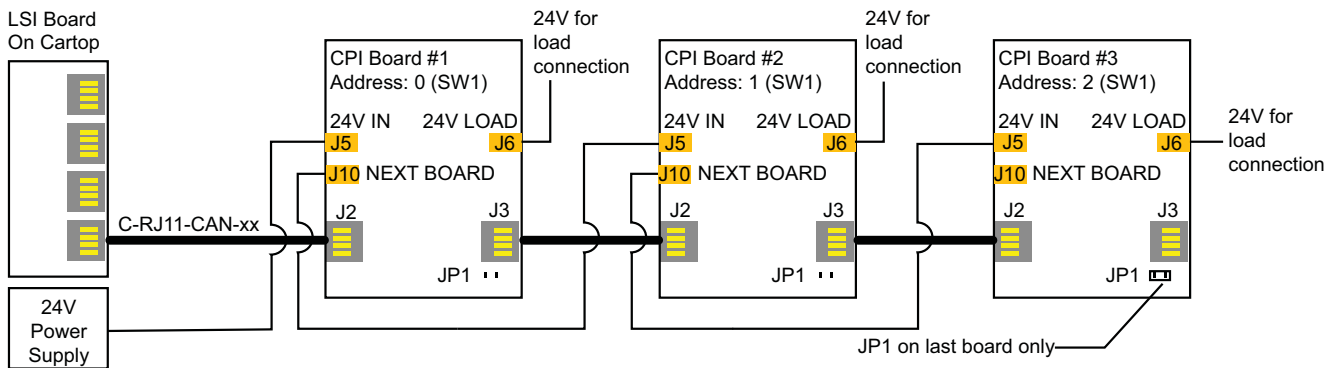 LSI Board
On Cartop
C-RJ11-CAN-xx
24V
Power
Supply
CPI Board #1
Address: 0 (SW1)
24V IN
24V LOAD
J5
J6
J10
NEXT BOARD
J2
J3
JP1
24V for
load
connection
CPI Board #2
Address: 1 (SW1)
24V IN
24V LOAD
J5
J6
J10
NEXT BOARD
J2
J3
JP1
24V for
load
connection
CPI Board #3
Address: 2 (SW1)
24V IN
24V LOAD
J5
J6
J10
NEXT BOARD
J2
J3
JP1
24V for
load
connection
JP1 on last board only